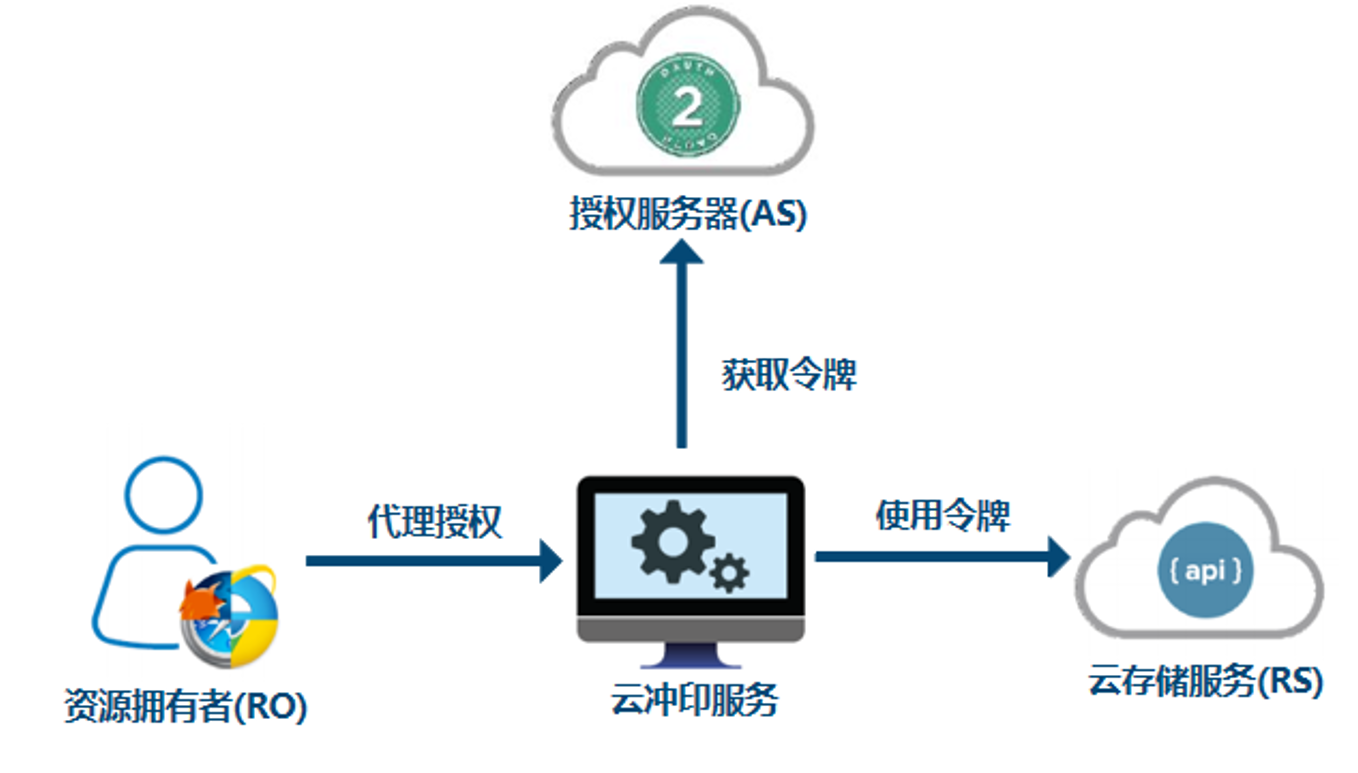 OAUTH
2
OAUTH
授权服务器(AS)
获取令牌
代理授权
使用令牌
{ api }
资源拥有者(RO)
云冲印服务
云存储服务(RS)